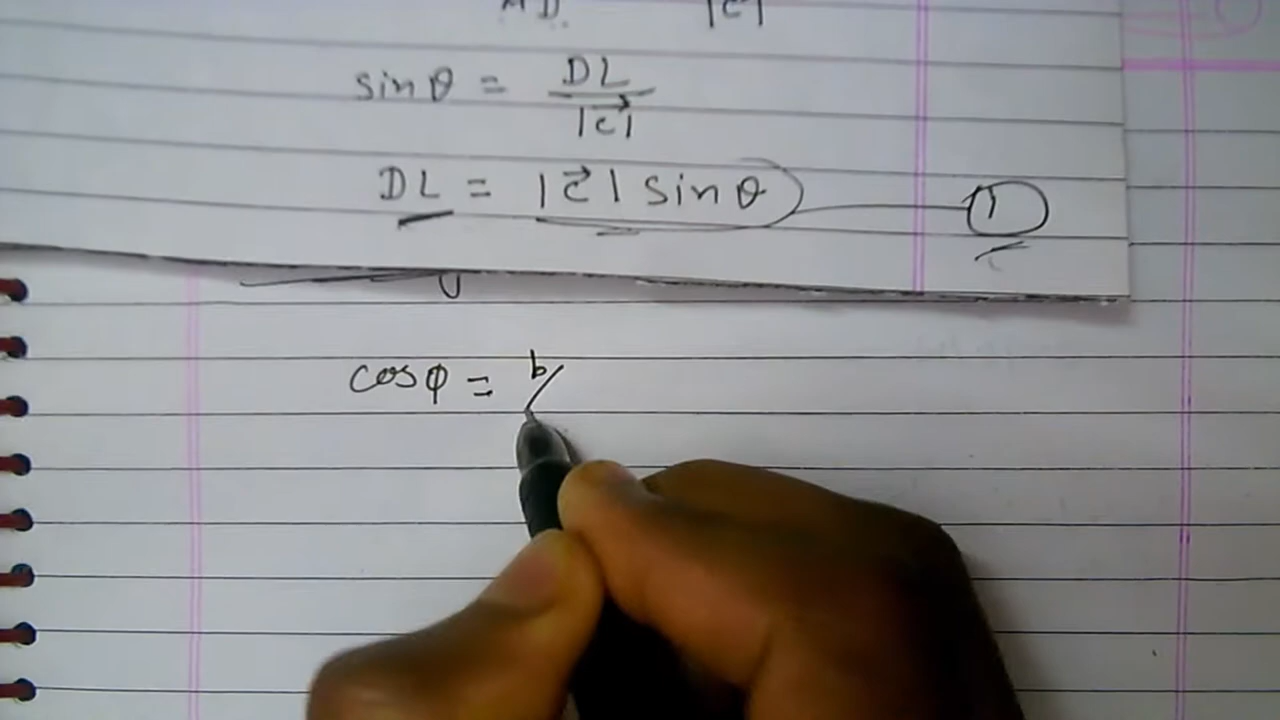 sin θ = DL / |c⃗|
DL = |c⃗| sin θ ——— ①
cos φ = b/